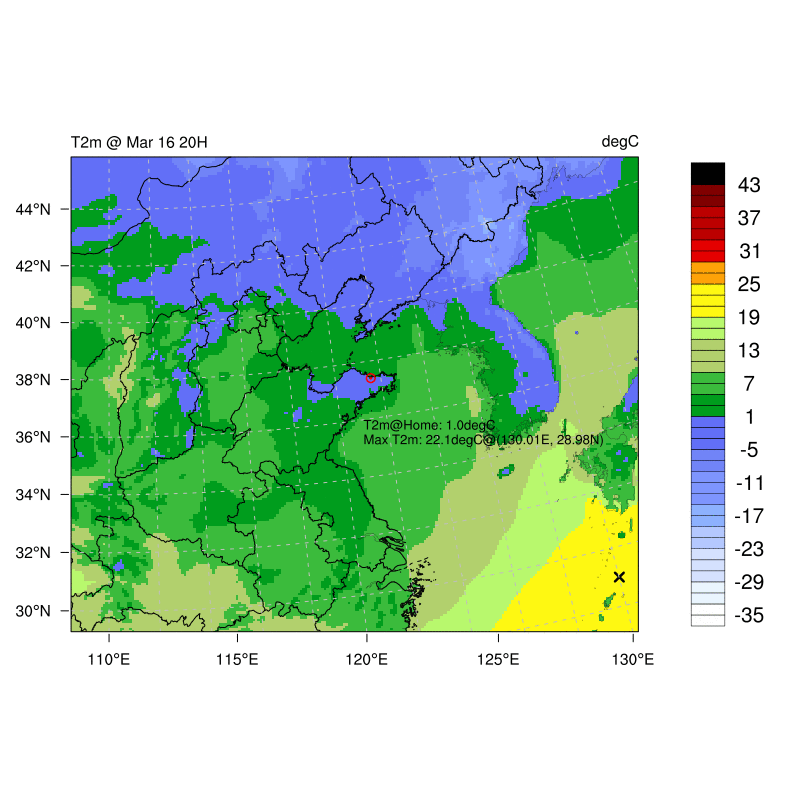 T2m @ Mar 16 20H
degC
44°N
42°N
40°N
38°N
36°N
34°N
32°N
30°N
110°E
115°E
120°E
125°E
130°E
T2m@Home: 1.0degC
Max T2m: 22.1degC@(130.01E, 28.98N)
43
37
31
25
19
13
7
1
-5
-11
-17
-23
-29
-35